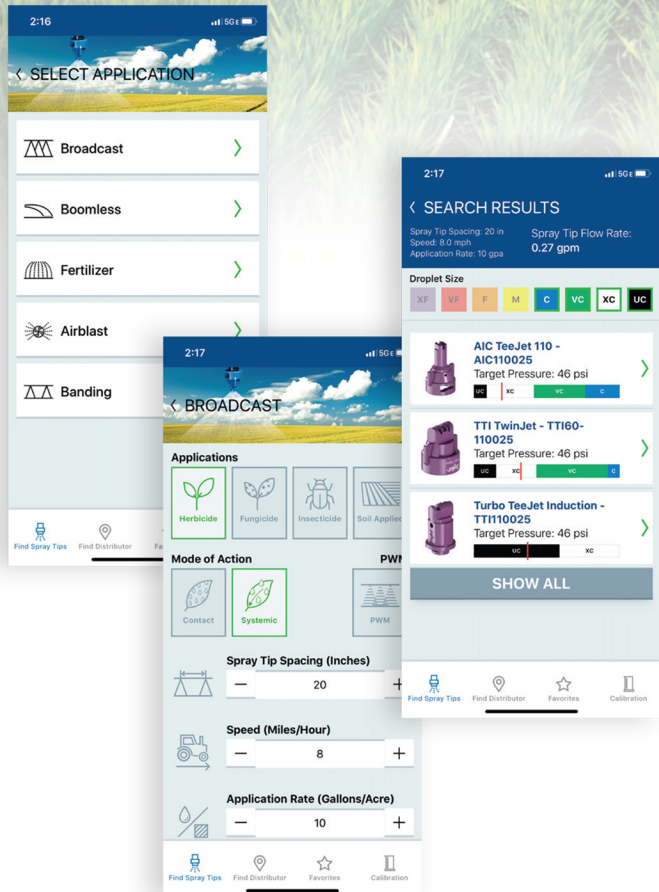 2:16
5GE
SELECT APPLICATION
Broadcast
Boomless
Fertilizer
Airblast
Banding
Find Spray Tips
Find Distributor
2:17
5GE
BROADCAST
Applications
Herbicide
Fungicide
Insecticide
Soil Applied
Mode of Action
Contact
Systemic
PWM
Spray Tip Spacing (Inches)
— 20 +
Speed (Miles/Hour)
— 8 +
Application Rate (Gallons/Acre)
— 10 +
Find Spray Tips
Find Distributor
Favorites
Calibration
2:17
5GE
SEARCH RESULTS
Spray Tip Spacing: 20 in
Speed: 8.0 mph
Application Rate: 10 gpa
Spray Tip Flow Rate:
0.27 gpm
Droplet Size
XF VF F M C VC XC UC
AIC TeeJet 110 -
AIC110025
Target Pressure: 46 psi
UC XC VC C
TTI TwinJet - TTI60-
110025
Target Pressure: 46 psi
UC XC VC C
Turbo TeeJet Induction -
TTI110025
Target Pressure: 46 psi
UC XC
SHOW ALL
Find Spray Tips
Find Distributor
Favorites
Calibration